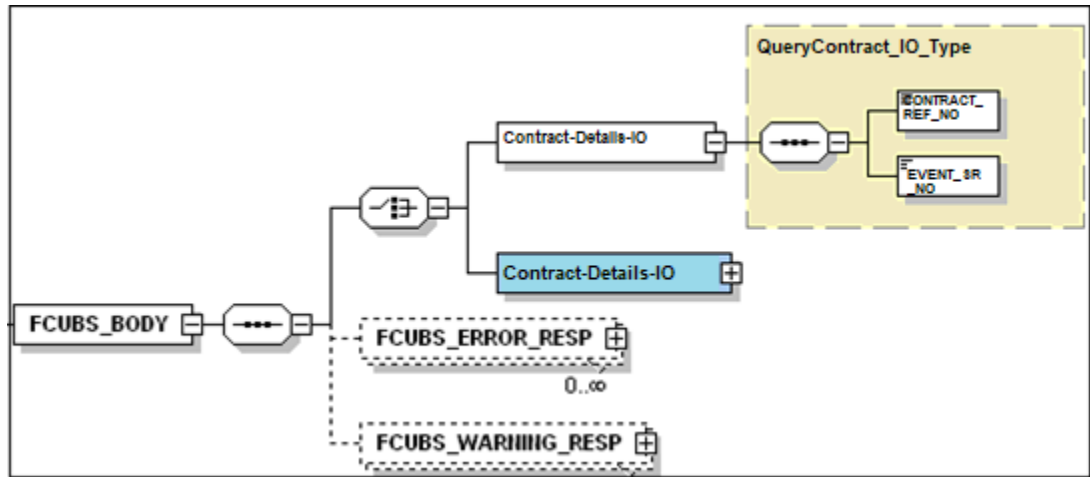 QueryContract_IO_Type
CONTRACT_
REF_NO
Contract-Details-IO
EVENT_SR
_NO
Contract-Details-IO
FCUBS_BODY
FCUBS_ERROR_RESP
0..∞
FCUBS_WARNING_RESP